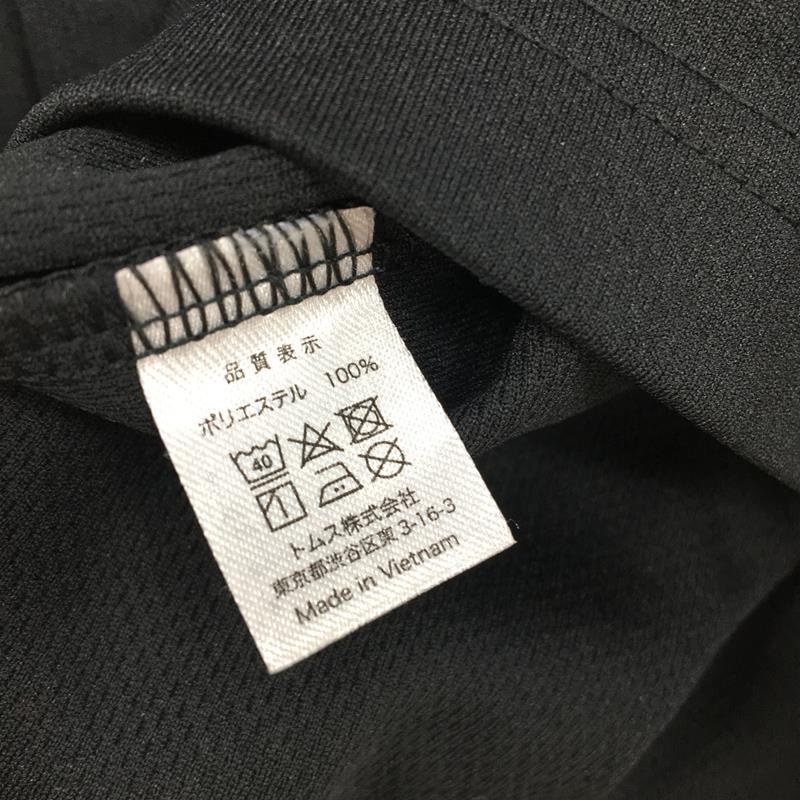 品質表示
ポリエステル 100%
40
トムス株式会社
東京都渋谷区東3-16-3
Made in Vietnam